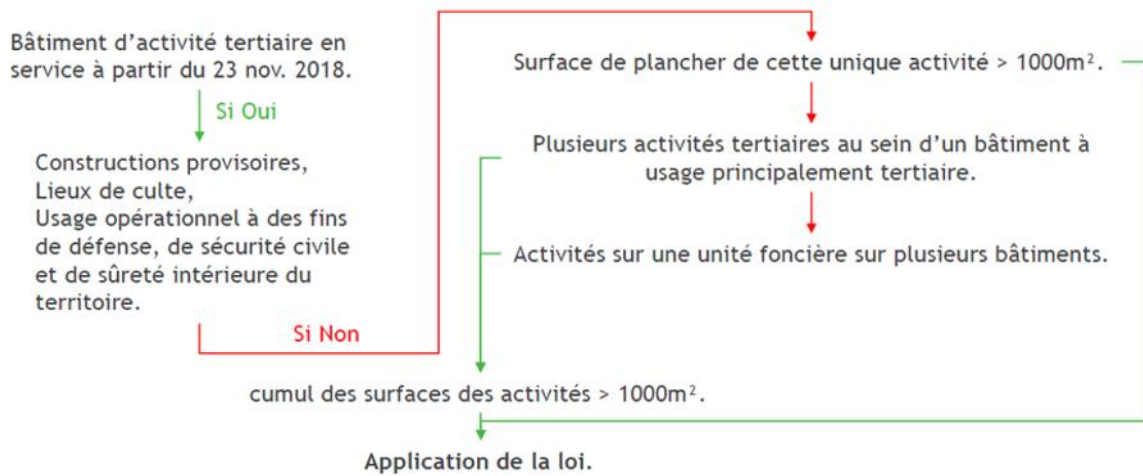 Bâtiment d’activité tertiaire en
service à partir du 23 nov. 2018.
Si Oui
Constructions provisoires,
Lieux de culte,
Usage opérationnel à des fins
de défense, de sécurité civile
et de sûreté intérieure du
territoire.
Si Non
Surface de plancher de cette unique activité > 1000m².
Plusieurs activités tertiaires au sein d’un bâtiment à
usage principalement tertiaire.
Activités sur une unité foncière sur plusieurs bâtiments.
cumul des surfaces des activités > 1000m².
Application de la loi.